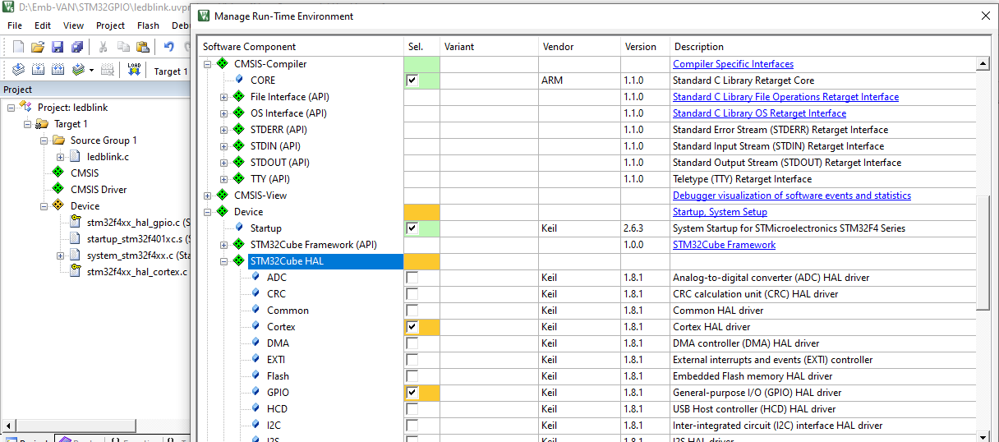 D:\Emb-VAN\STM32GPIO\ledblink.uvpr
File Edit View Project Flash Deb
Target 1
Project
Project: ledblink
Target 1
Source Group 1
ledblink.c
CMSIS
CMSIS Driver
Device
stm32f4xx_hal_gpio.c (S
startup_stm32f401xc.s (S
system_stm32f4xx.c (Sta
stm32f4xx_hal_cortex.c (
Manage Run-Time Environment
Software Component Sel. Variant Vendor Version Description
CMSIS-Compiler Compiler Specific Interfaces
CORE ARM 1.1.0 Standard C Library Retarget Core
File Interface (API) 1.1.0 Standard C Library File Operations Retarget Interface
OS Interface (API) 1.1.0 Standard C Library OS Retarget Interface
STDERR (API) 1.1.0 Standard Error Stream (STDERR) Retarget Interface
STDIN (API) 1.1.0 Standard Input Stream (STDIN) Retarget Interface
STDOUT (API) 1.1.0 Standard Output Stream (STDOUT) Retarget Interface
TTY (API) 1.1.0 Teletype (TTY) Retarget Interface
CMSIS-View Debugger visualization of software events and statistics
Device Startup, System Setup
Startup Keil 2.6.3 System Startup for STMicroelectronics STM32F4 Series
STM32Cube Framework (API) 1.0.0 STM32Cube Framework
STM32Cube HAL
ADC Keil 1.8.1 Analog-to-digital converter (ADC) HAL driver
CRC Keil 1.8.1 CRC calculation unit (CRC) HAL driver
Common Keil 1.8.1 Common HAL driver
Cortex Keil 1.8.1 Cortex HAL driver
DMA Keil 1.8.1 DMA controller (DMA) HAL driver
EXTI Keil 1.8.1 External interrupts and events (EXTI) controller
Flash Keil 1.8.1 Embedded Flash memory HAL driver
GPIO Keil 1.8.1 General-purpose I/O (GPIO) HAL driver
HCD Keil 1.8.1 USB Host controller (HCD) HAL driver
I2C Keil 1.8.1 Inter-integrated circuit (I2C) interface HAL driver
I2S Keil 1.8.1 I2S HAL driver